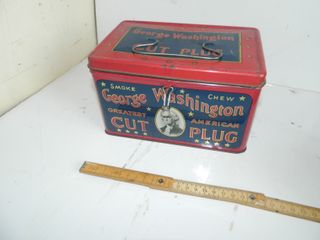 George Washington
CUT PLUG
SMOKE CHEW
George Washington
GREATEST AMERICAN
CUT PLUG